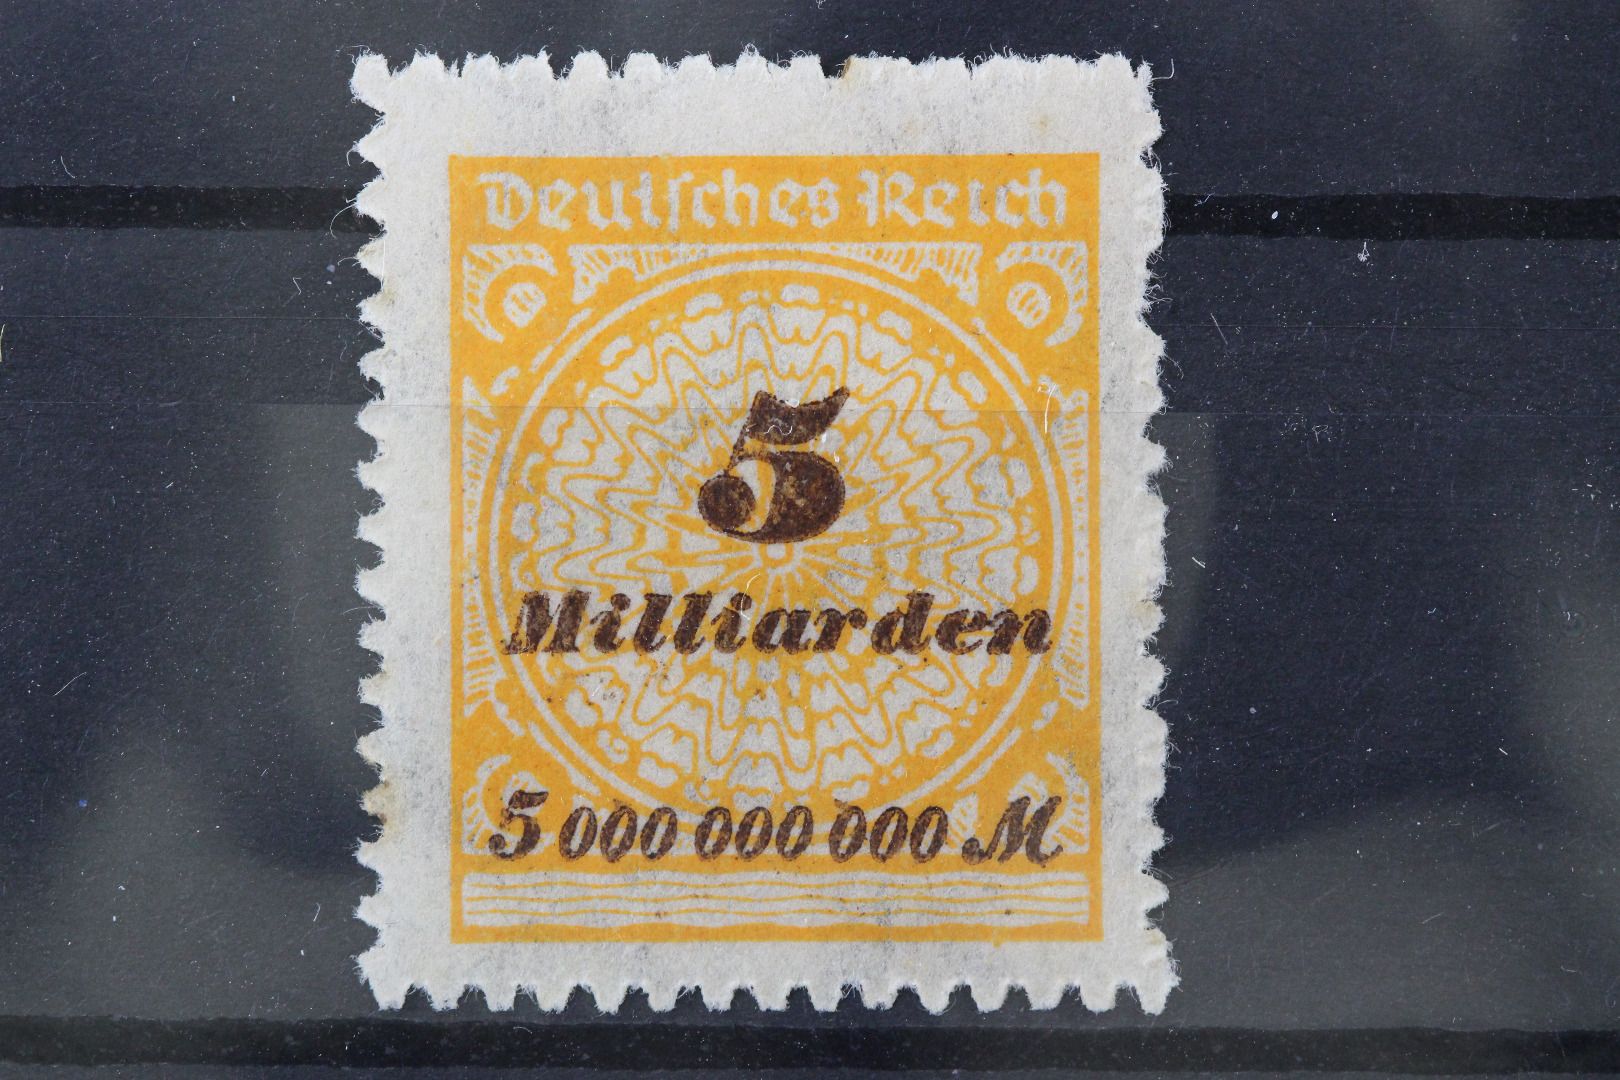 Deutsches Reich
5
Milliarden
5 000 000 000 M